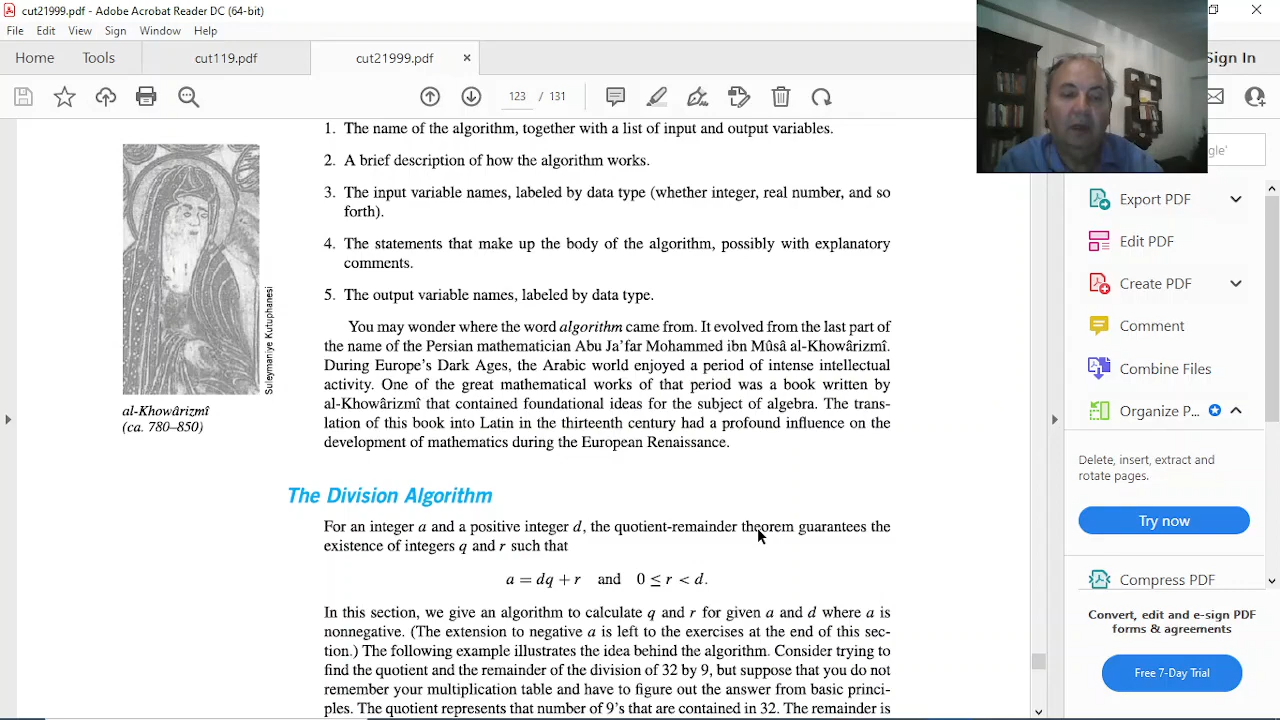 cut21999.pdf - Adobe Acrobat Reader DC (64-bit)
File Edit View Sign Window Help
Home Tools cut119.pdf cut21999.pdf × Sign In
123 / 131
1. The name of the algorithm, together with a list of input and output variables.
2. A brief description of how the algorithm works.
3. The input variable names, labeled by data type (whether integer, real number, and so
forth).
4. The statements that make up the body of the algorithm, possibly with explanatory
comments.
5. The output variable names, labeled by data type.
Suleymaniye Kutuphanesi
al-Khowârizmî
(ca. 780–850)
You may wonder where the word algorithm came from. It evolved from the last part of
the name of the Persian mathematician Abu Ja’far Mohammed ibn Mûsâ al-Khowârizmî.
During Europe’s Dark Ages, the Arabic world enjoyed a period of intense intellectual
activity. One of the great mathematical works of that period was a book written by
al-Khowârizmî that contained foundational ideas for the subject of algebra. The trans-
lation of this book into Latin in the thirteenth century had a profound influence on the
development of mathematics during the European Renaissance.
The Division Algorithm
For an integer a and a positive integer d, the quotient-remainder theorem guarantees the
existence of integers q and r such that
a = dq + r and 0 ≤ r < d.
In this section, we give an algorithm to calculate q and r for given a and d where a is
nonnegative. (The extension to negative a is left to the exercises at the end of this sec-
tion.) The following example illustrates the idea behind the algorithm. Consider trying to
find the quotient and the remainder of the division of 32 by 9, but suppose that you do not
remember your multiplication table and have to figure out the answer from basic princi-
ples. The quotient represents that number of 9’s that are contained in 32. The remainder is
Export PDF
Edit PDF
Create PDF
Comment
Combine Files
Organize P...
Delete, insert, extract and
rotate pages.
Try now
Compress PDF
Convert, edit and e-sign PDF
forms & agreements
Free 7-Day Trial